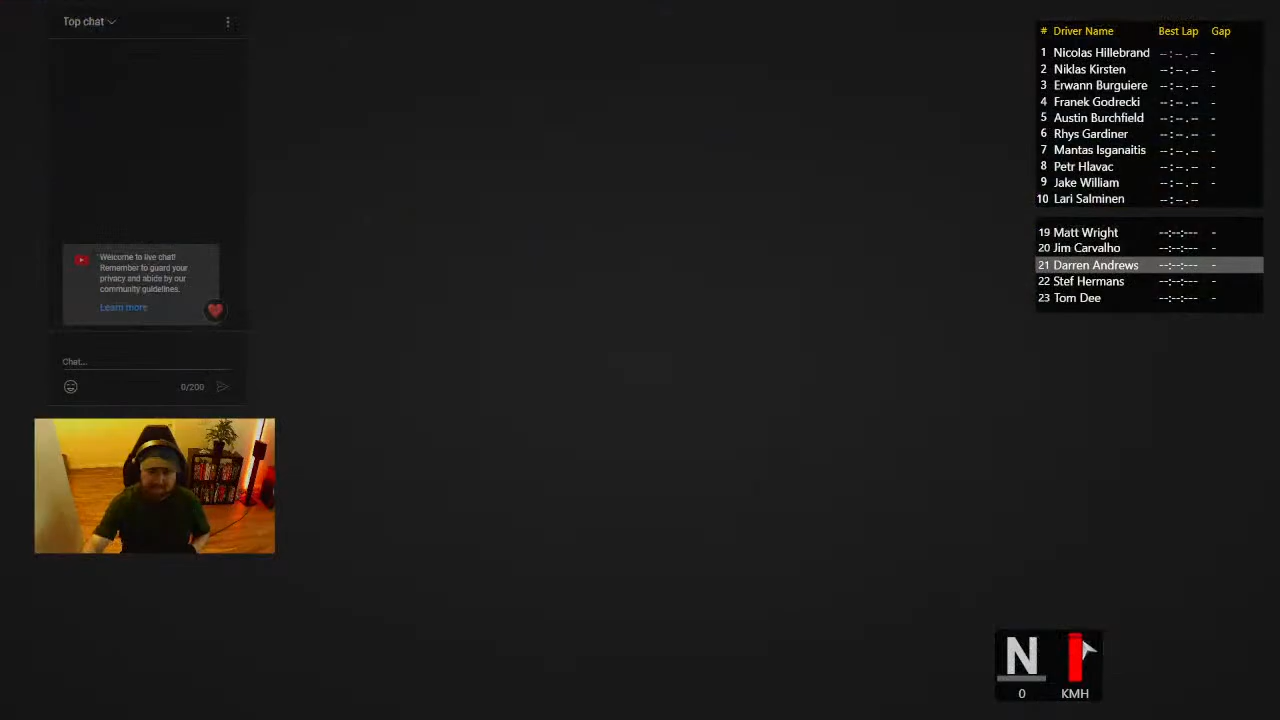 Top chat
Welcome to live chat!
Remember to guard your
privacy and abide by our
community guidelines.
Learn more
Chat...
0/200
# Driver Name Best Lap Gap
1 Nicolas Hillebrand --:--.-- -
2 Niklas Kirsten --:--.-- -
3 Erwann Burguiere --:--.-- -
4 Franek Godrecki --:--.-- -
5 Austin Burchfield --:--.-- -
6 Rhys Gardiner --:--.-- -
7 Mantas Isganaitis --:--.-- -
8 Petr Hlavac --:--.-- -
9 Jake William --:--.-- -
10 Lari Salminen --:--.--
19 Matt Wright --:--:--- -
20 Jim Carvalho --:--:--- -
21 Darren Andrews --:--:--- -
22 Stef Hermans --:--:--- -
23 Tom Dee --:--:--- -
N
0 KMH